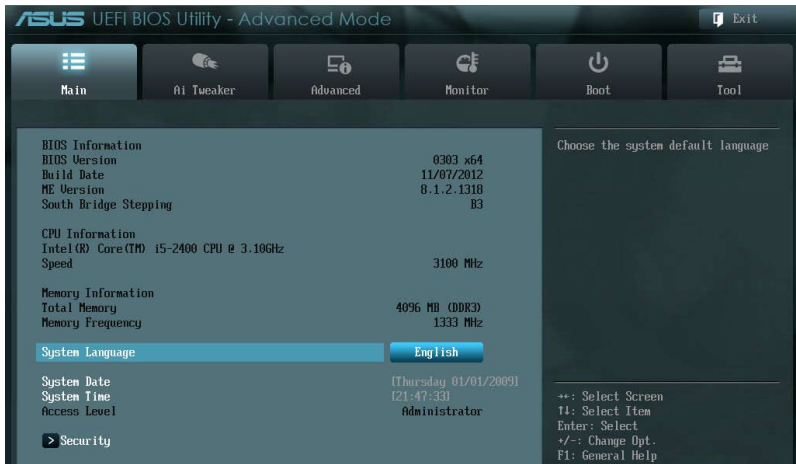 ASUS UEFI BIOS Utility - Advanced Mode
Exit
Main
Ai Tweaker
Advanced
Monitor
Boot
Tool
BIOS Information
BIOS Version 0303 x64
Build Date 11/07/2012
ME Version 8.1.2.1318
South Bridge Stepping B3
CPU Information
Intel(R) Core(TM) i5-2400 CPU @ 3.10GHz
Speed 3100 MHz
Memory Information
Total Memory 4096 MB (DDR3)
Memory Frequency 1333 MHz
System Language English
System Date [Thursday 01/01/2009]
System Time [21:47:33]
Access Level Administrator
> Security
Choose the system default language
→←: Select Screen
↑↓: Select Item
Enter: Select
+/-: Change Opt.
F1: General Help